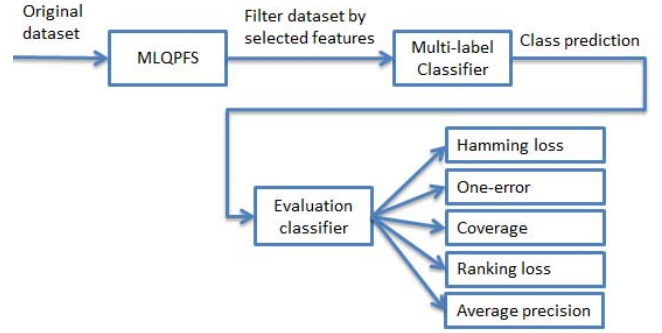 Original
dataset
MLQPFS
Filter dataset by
selected features
Multi-label
Classifier
Class prediction
Evaluation
classifier
Hamming loss
One-error
Coverage
Ranking loss
Average precision